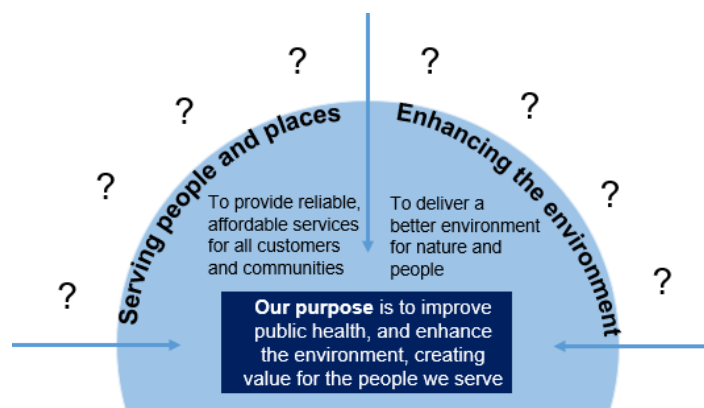 ? ?
? ?
? ?
? ?
Serving people and places
Enhancing the environment
To provide reliable,
affordable services
for all customers
and communities
To deliver a
better environment
for nature and
people
Our purpose is to improve
public health, and enhance
the environment, creating
value for the people we serve